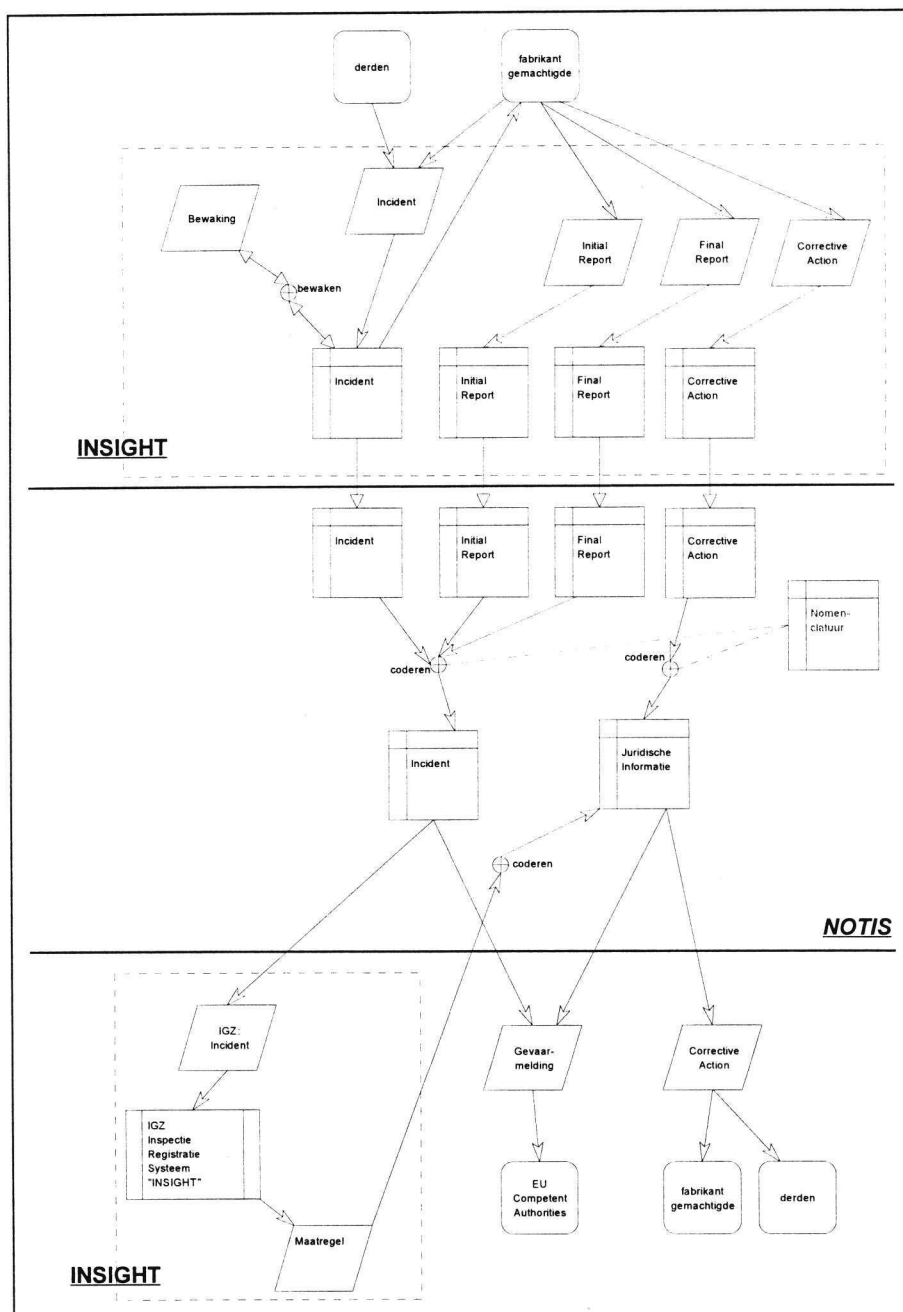 derden
fabrikant
gemachtigde
Incident
Bewaking
Initial
Report
Final
Report
Corrective
Action
bewaken
Incident
Initial
Report
Final
Report
Corrective
Action
INSIGHT
Incident
Initial
Report
Final
Report
Corrective
Action
Nomen-
clatuur
coderen
coderen
Incident
Juridische
Informatie
coderen
NOTIS
IGZ:
Incident
Gevaar-
melding
Corrective
Action
IGZ
Inspectie
Registratie
Systeem
"INSIGHT"
EU
Competent
Authorities
fabrikant
gemachtigde
derden
Maatregel
INSIGHT